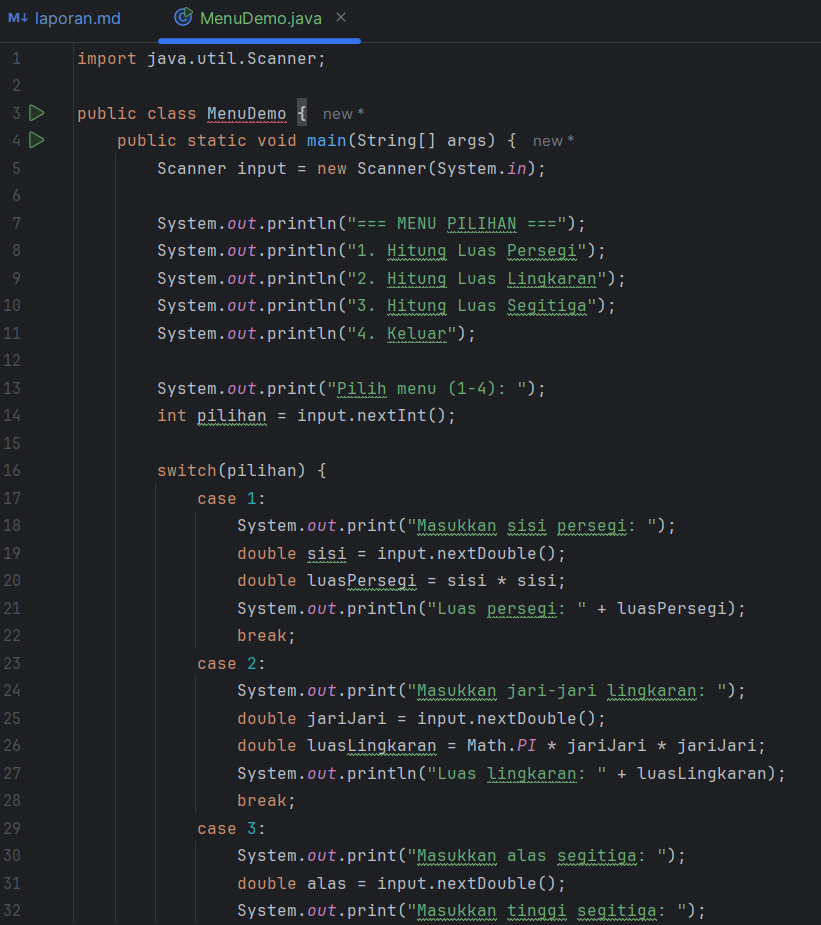 M↓ laporan.md MenuDemo.java ×
1 import java.util.Scanner;
2
3 public class MenuDemo { new *
4 public static void main(String[] args) { new *
5 Scanner input = new Scanner(System.in);
6
7 System.out.println("=== MENU PILIHAN ===");
8 System.out.println("1. Hitung Luas Persegi");
9 System.out.println("2. Hitung Luas Lingkaran");
10 System.out.println("3. Hitung Luas Segitiga");
11 System.out.println("4. Keluar");
12
13 System.out.print("Pilih menu (1-4): ");
14 int pilihan = input.nextInt();
15
16 switch(pilihan) {
17 case 1:
18 System.out.print("Masukkan sisi persegi: ");
19 double sisi = input.nextDouble();
20 double luasPersegi = sisi * sisi;
21 System.out.println("Luas persegi: " + luasPersegi);
22 break;
23 case 2:
24 System.out.print("Masukkan jari-jari lingkaran: ");
25 double jariJari = input.nextDouble();
26 double luasLingkaran = Math.PI * jariJari * jariJari;
27 System.out.println("Luas lingkaran: " + luasLingkaran);
28 break;
29 case 3:
30 System.out.print("Masukkan alas segitiga: ");
31 double alas = input.nextDouble();
32 System.out.print("Masukkan tinggi segitiga: ");